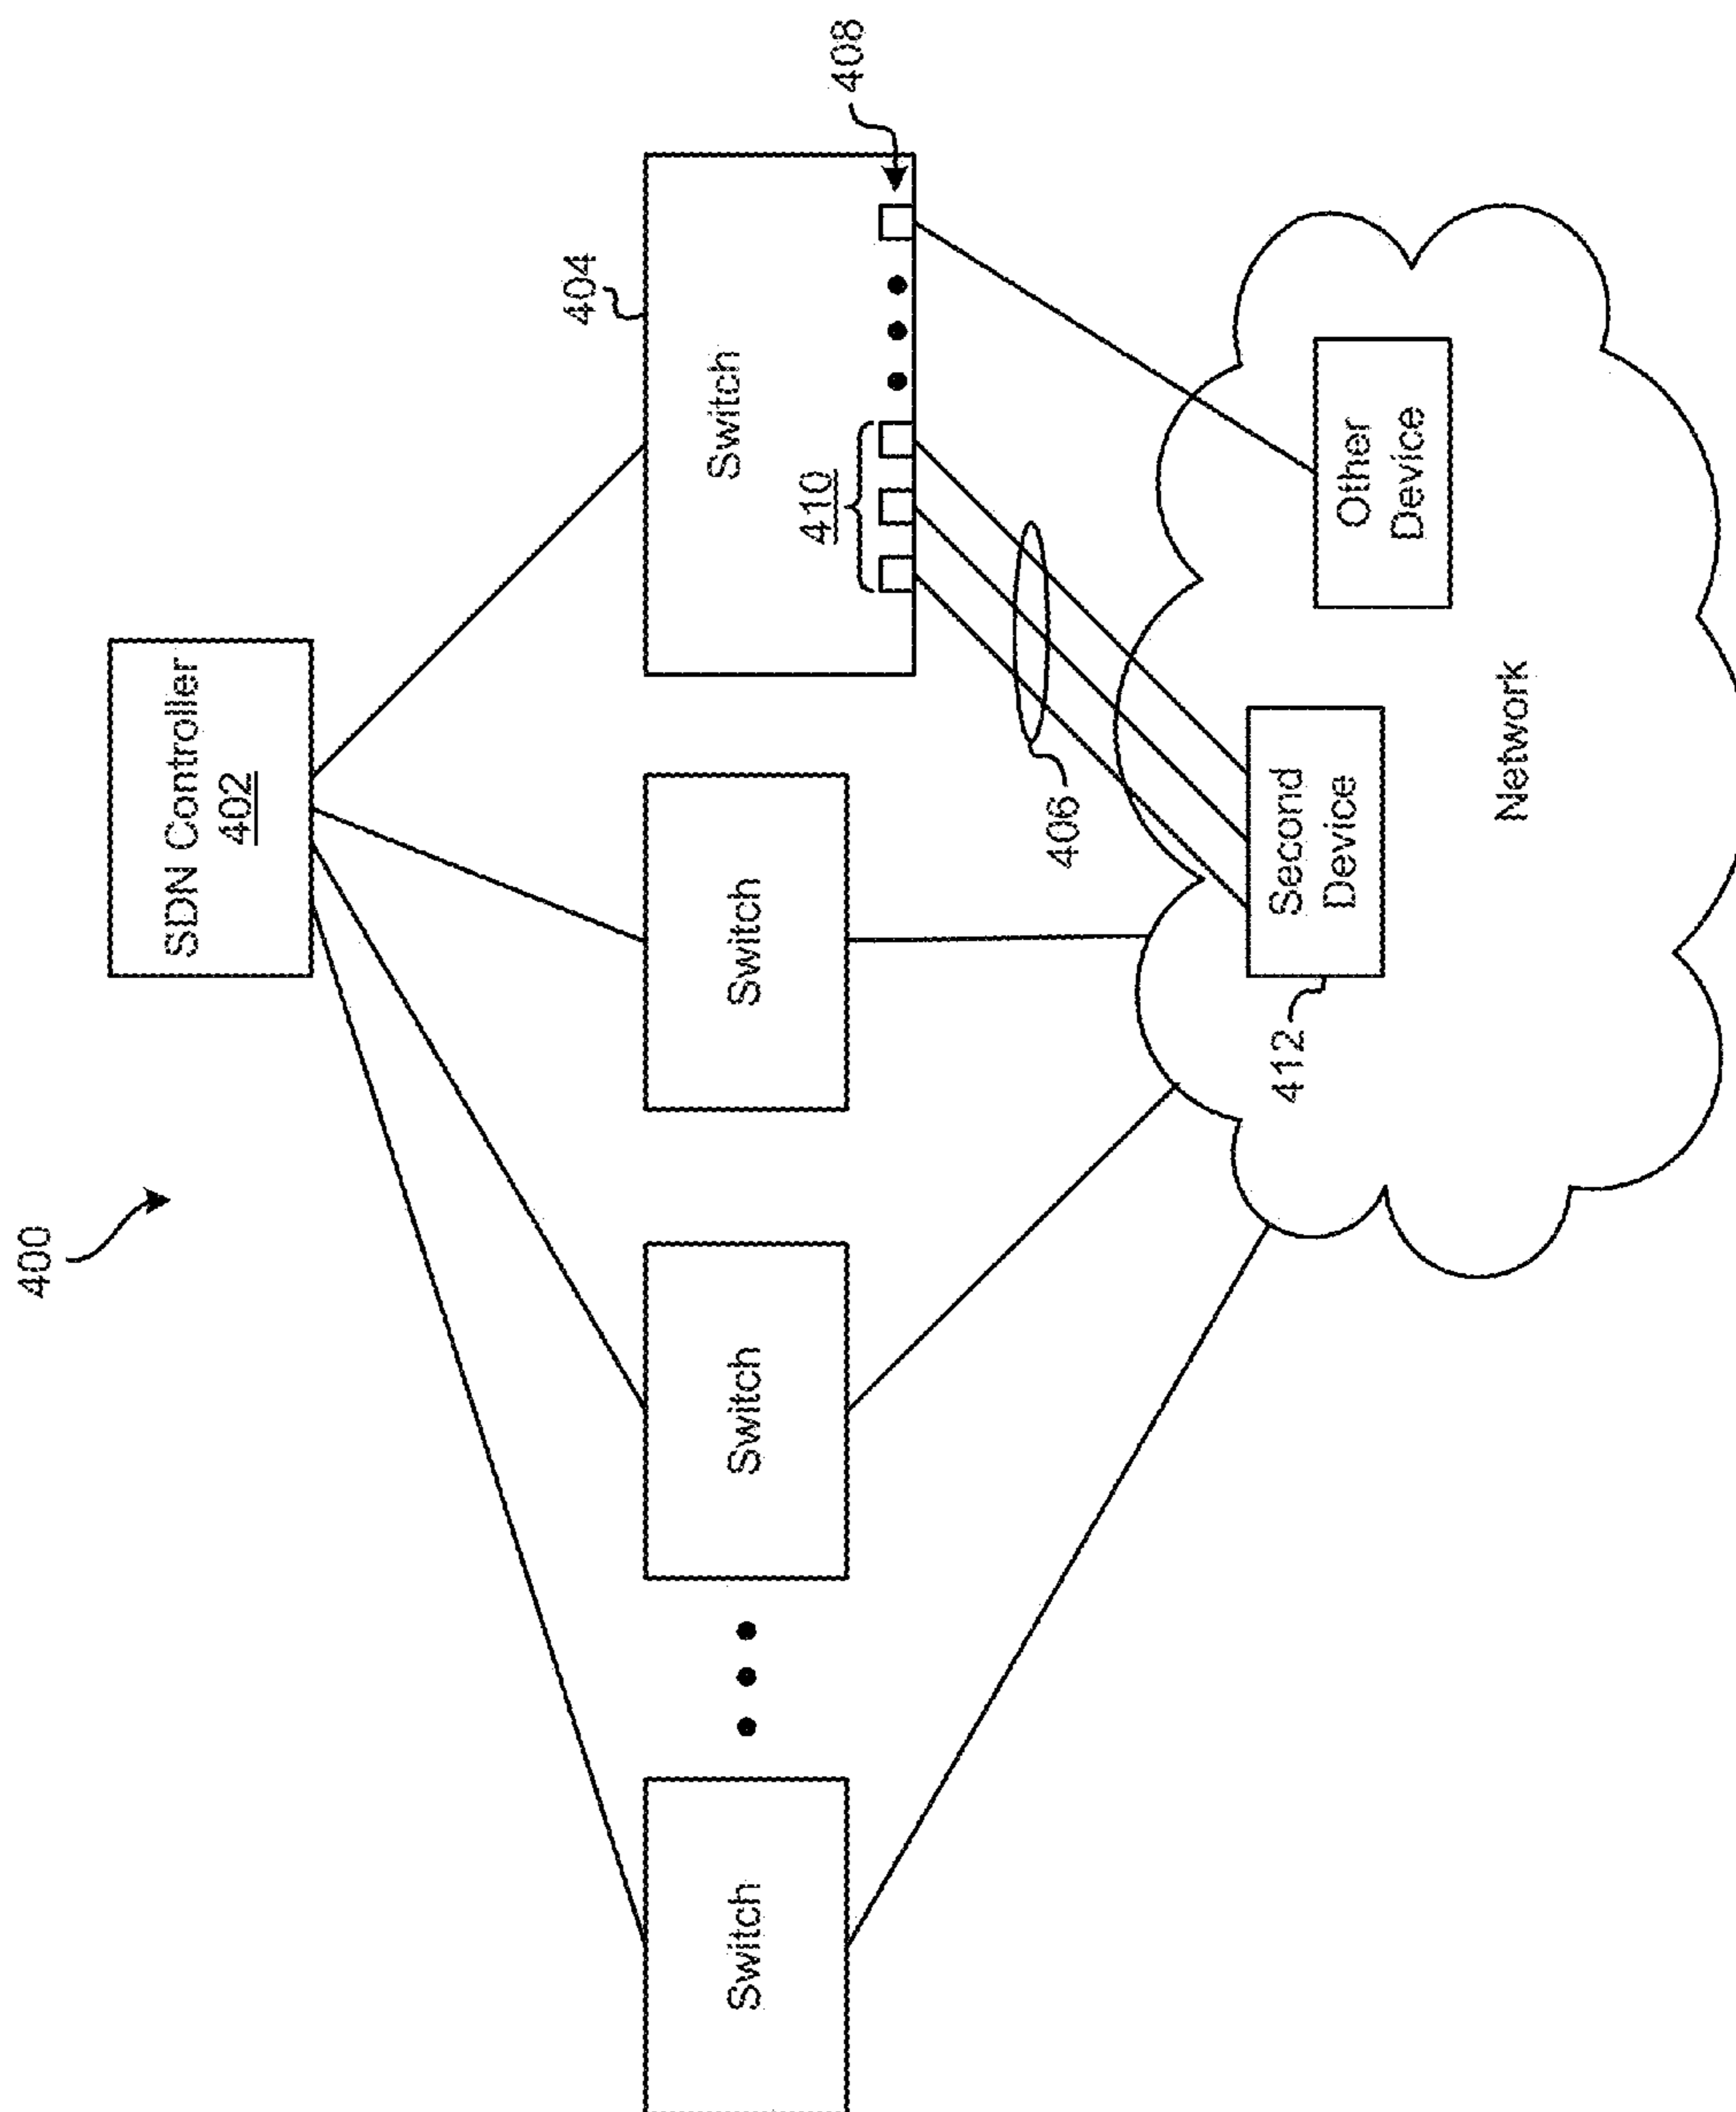 400
SDN Controller
402
Switch
Switch
Switch
Switch
404
410
408
406
412
Second
Device
Other
Device
Network